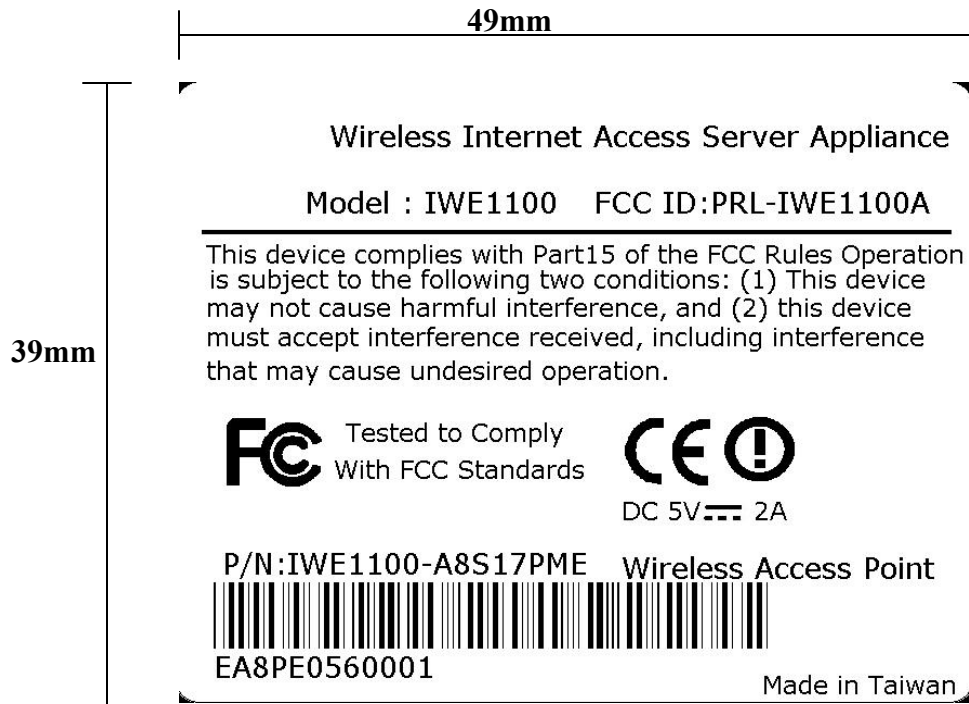 49mm
Wireless Internet Access Server Appliance
Model : IWE1100 FCC ID:PRL-IWE1100A
This device complies with Part15 of the FCC Rules Operation
is subject to the following two conditions: (1) This device
may not cause harmful interference, and (2) this device
must accept interference received, including interference
39mm
that may cause undesired operation.
FC Tested to Comply
With FCC Standards
CE
DC 5V 2A
P/N:IWE1100-A8S17PME Wireless Access Point
EA8PE0560001
Made in Taiwan